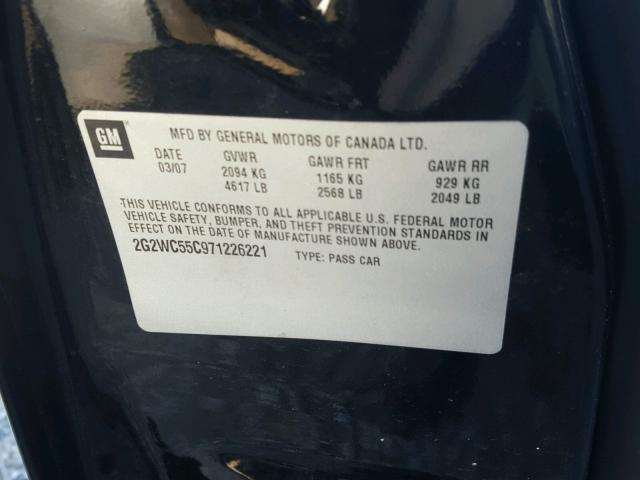 GM
MFD BY GENERAL MOTORS OF CANADA LTD.
DATE GVWR GAWR FRT GAWR RR
03/07 2094 KG 1165 KG 929 KG
4617 LB 2568 LB 2049 LB
THIS VEHICLE CONFORMS TO ALL APPLICABLE U.S. FEDERAL MOTOR
VEHICLE SAFETY, BUMPER, AND THEFT PREVENTION STANDARDS IN
EFFECT ON THE DATE OF MANUFACTURE SHOWN ABOVE.
2G2WC55C971226221 TYPE: PASS CAR